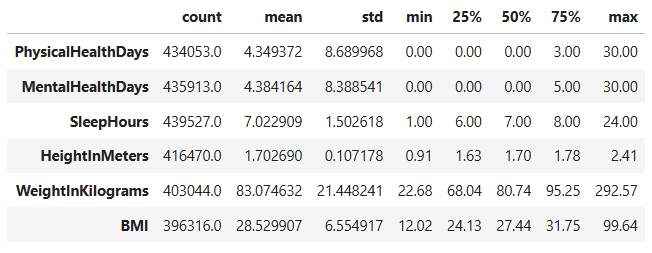 count mean std min 25% 50% 75% max
PhysicalHealthDays 434053.0 4.349372 8.689968 0.00 0.00 0.00 3.00 30.00
MentalHealthDays 435913.0 4.384164 8.388541 0.00 0.00 0.00 5.00 30.00
SleepHours 439527.0 7.022909 1.502618 1.00 6.00 7.00 8.00 24.00
HeightInMeters 416470.0 1.702690 0.107178 0.91 1.63 1.70 1.78 2.41
WeightInKilograms 403044.0 83.074632 21.448241 22.68 68.04 80.74 95.25 292.57
BMI 396316.0 28.529907 6.554917 12.02 24.13 27.44 31.75 99.64